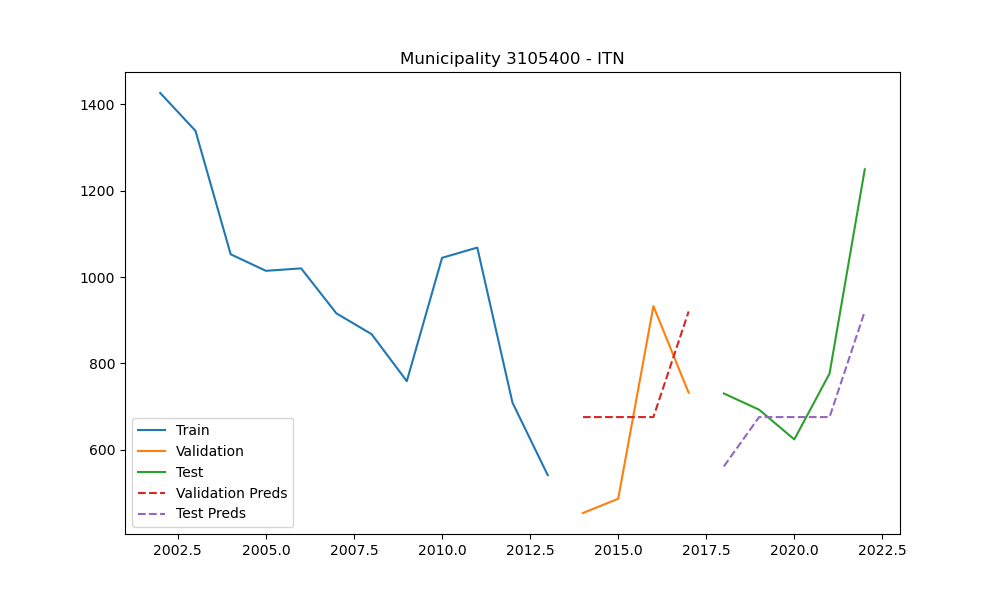 Municipality 3105400 - ITN
1400
1200
1000
800
600
Train
Validation
Test
Validation Preds
Test Preds
2002.5 2005.0 2007.5 2010.0 2012.5 2015.0 2017.5 2020.0 2022.5